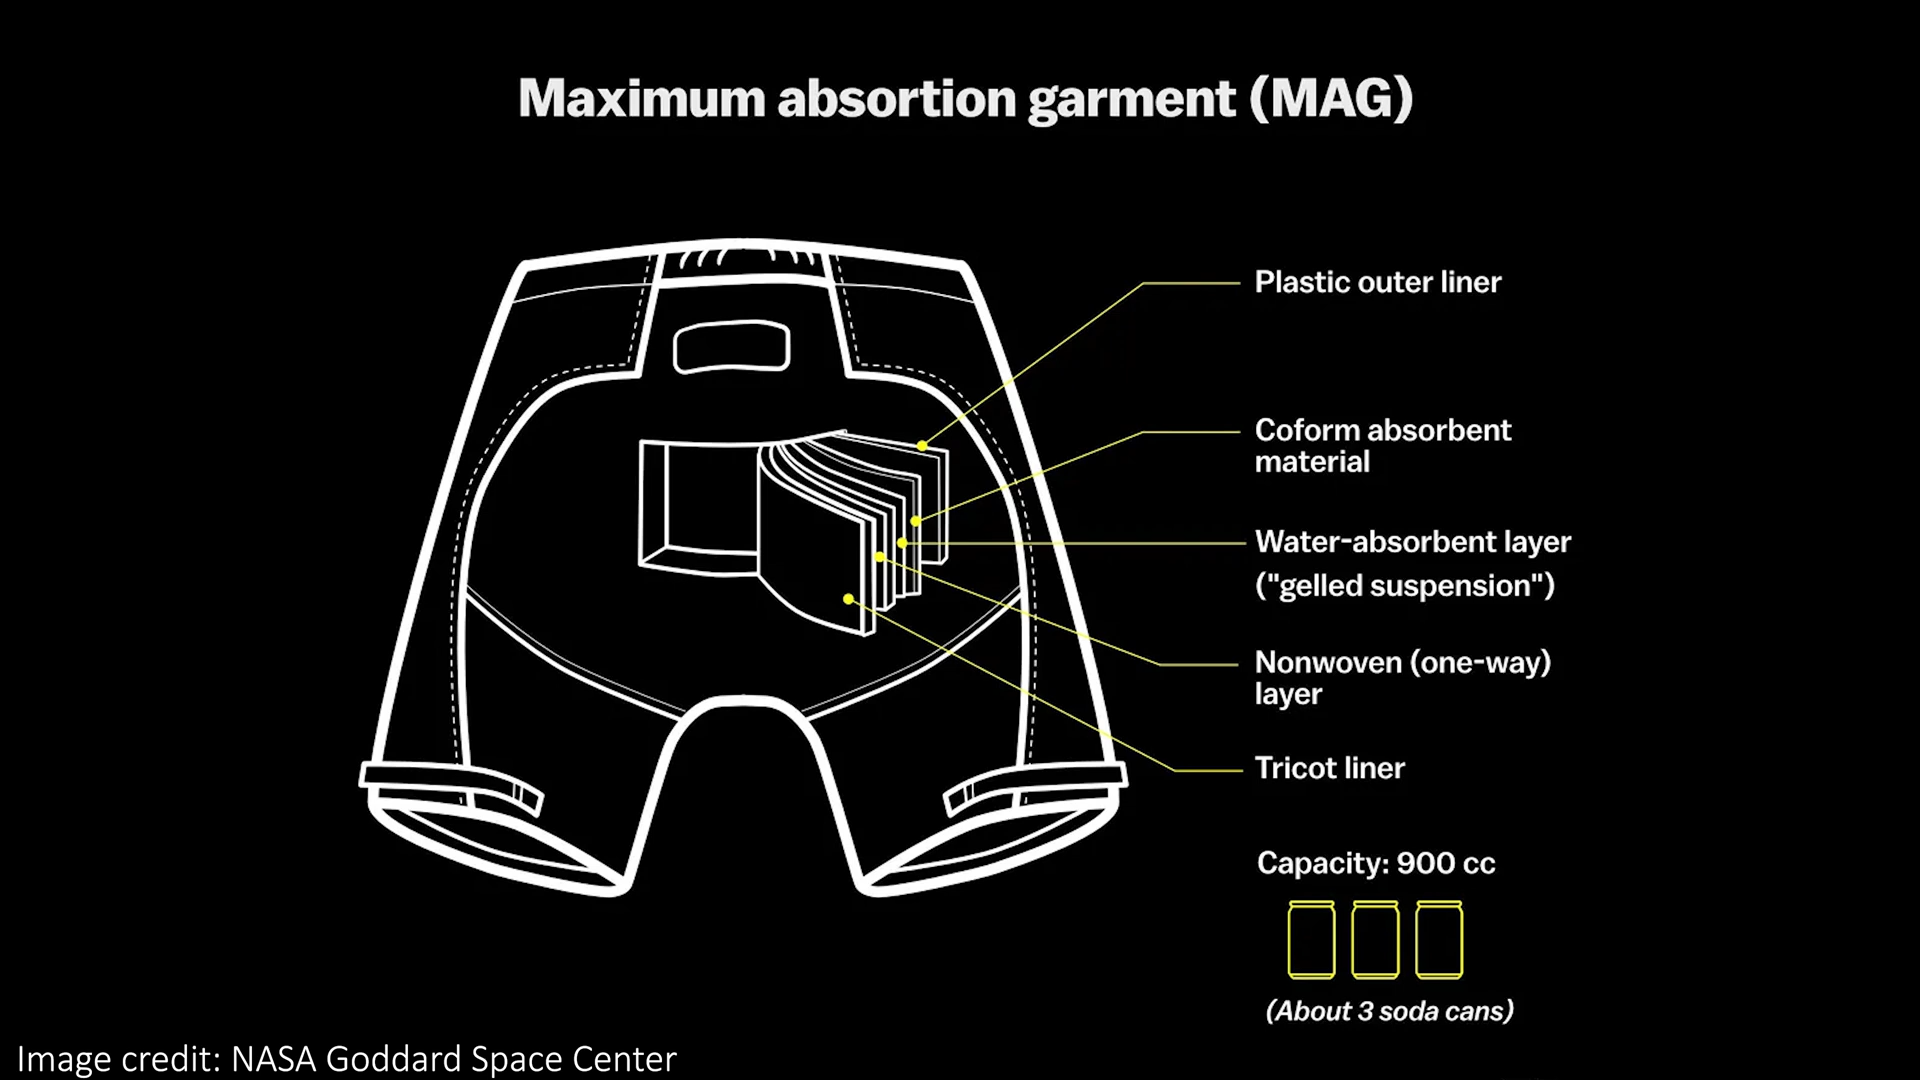 Maximum absortion garment (MAG)
Plastic outer liner
Coform absorbent
material
Water-absorbent layer
("gelled suspension")
Nonwoven (one-way)
layer
Tricot liner
Capacity: 900 cc
(About 3 soda cans)
Image credit: NASA Goddard Space Center